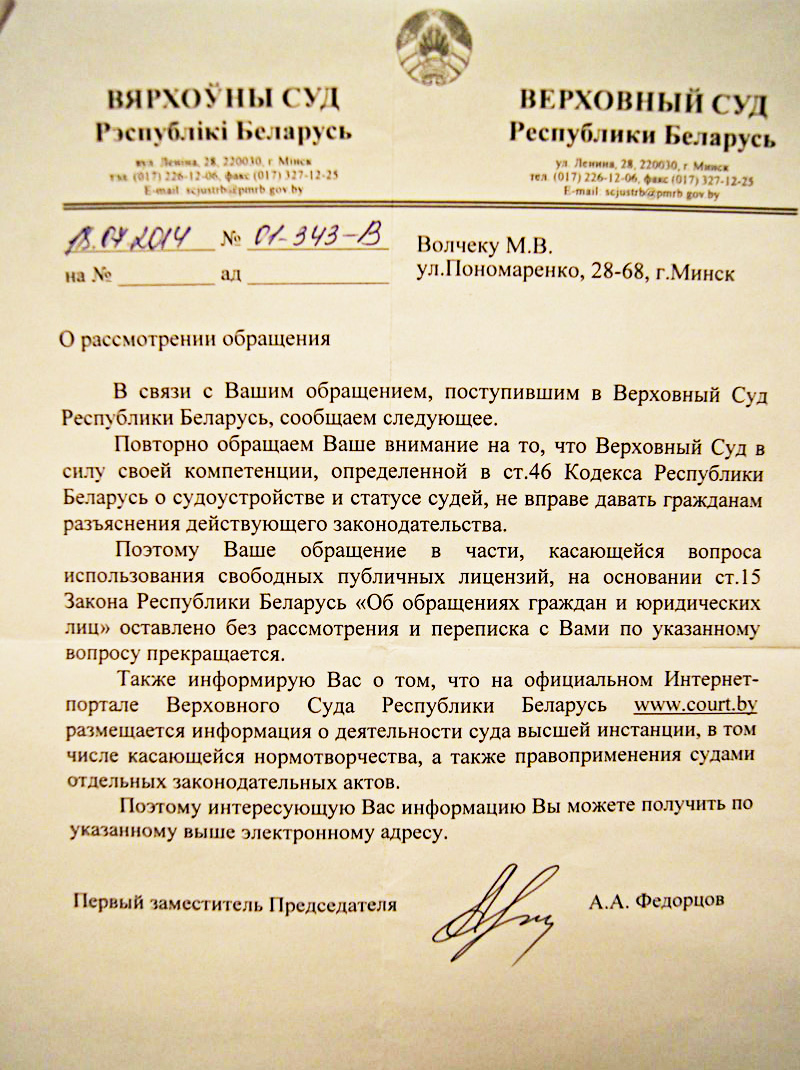 ВЯРХОЎНЫ СУД
Рэспублікі Беларусь
вул. Леніна, 28, 220030, г. Мінск
тэл. (017) 226-12-06, факс (017) 327-12-25
E-mail scjustrb@pmrb.gov.by
ВЕРХОВНЫЙ СУД
Республики Беларусь
ул. Ленина, 28, 220030, г. Минск
тел. (017) 226-12-06, факс (017) 327-12-25
E-mail scjustrb@pmrb.gov.by
18.07.2014 № 01-343-В
на № ад
Волчеку М.В.
ул.Пономаренко, 28-68, г.Минск
О рассмотрении обращения
В связи с Вашим обращением, поступившим в Верховный Суд
Республики Беларусь, сообщаем следующее.
Повторно обращаем Ваше внимание на то, что Верховный Суд в
силу своей компетенции, определенной в ст.46 Кодекса Республики
Беларусь о судоустройстве и статусе судей, не вправе давать гражданам
разъяснения действующего законодательства.
Поэтому Ваше обращение в части, касающейся вопроса
использования свободных публичных лицензий, на основании ст.15
Закона Республики Беларусь «Об обращениях граждан и юридических
лиц» оставлено без рассмотрения и переписка с Вами по указанному
вопросу прекращается.
Также информирую Вас о том, что на официальном Интернет-
портале Верховного Суда Республики Беларусь www.court.by
размещается информация о деятельности суда высшей инстанции, в том
числе касающейся нормотворчества, а также правоприменения судами
отдельных законодательных актов.
Поэтому интересующую Вас информацию Вы можете получить по
указанному выше электронному адресу.
Первый заместитель Председателя
А.А. Федорцов